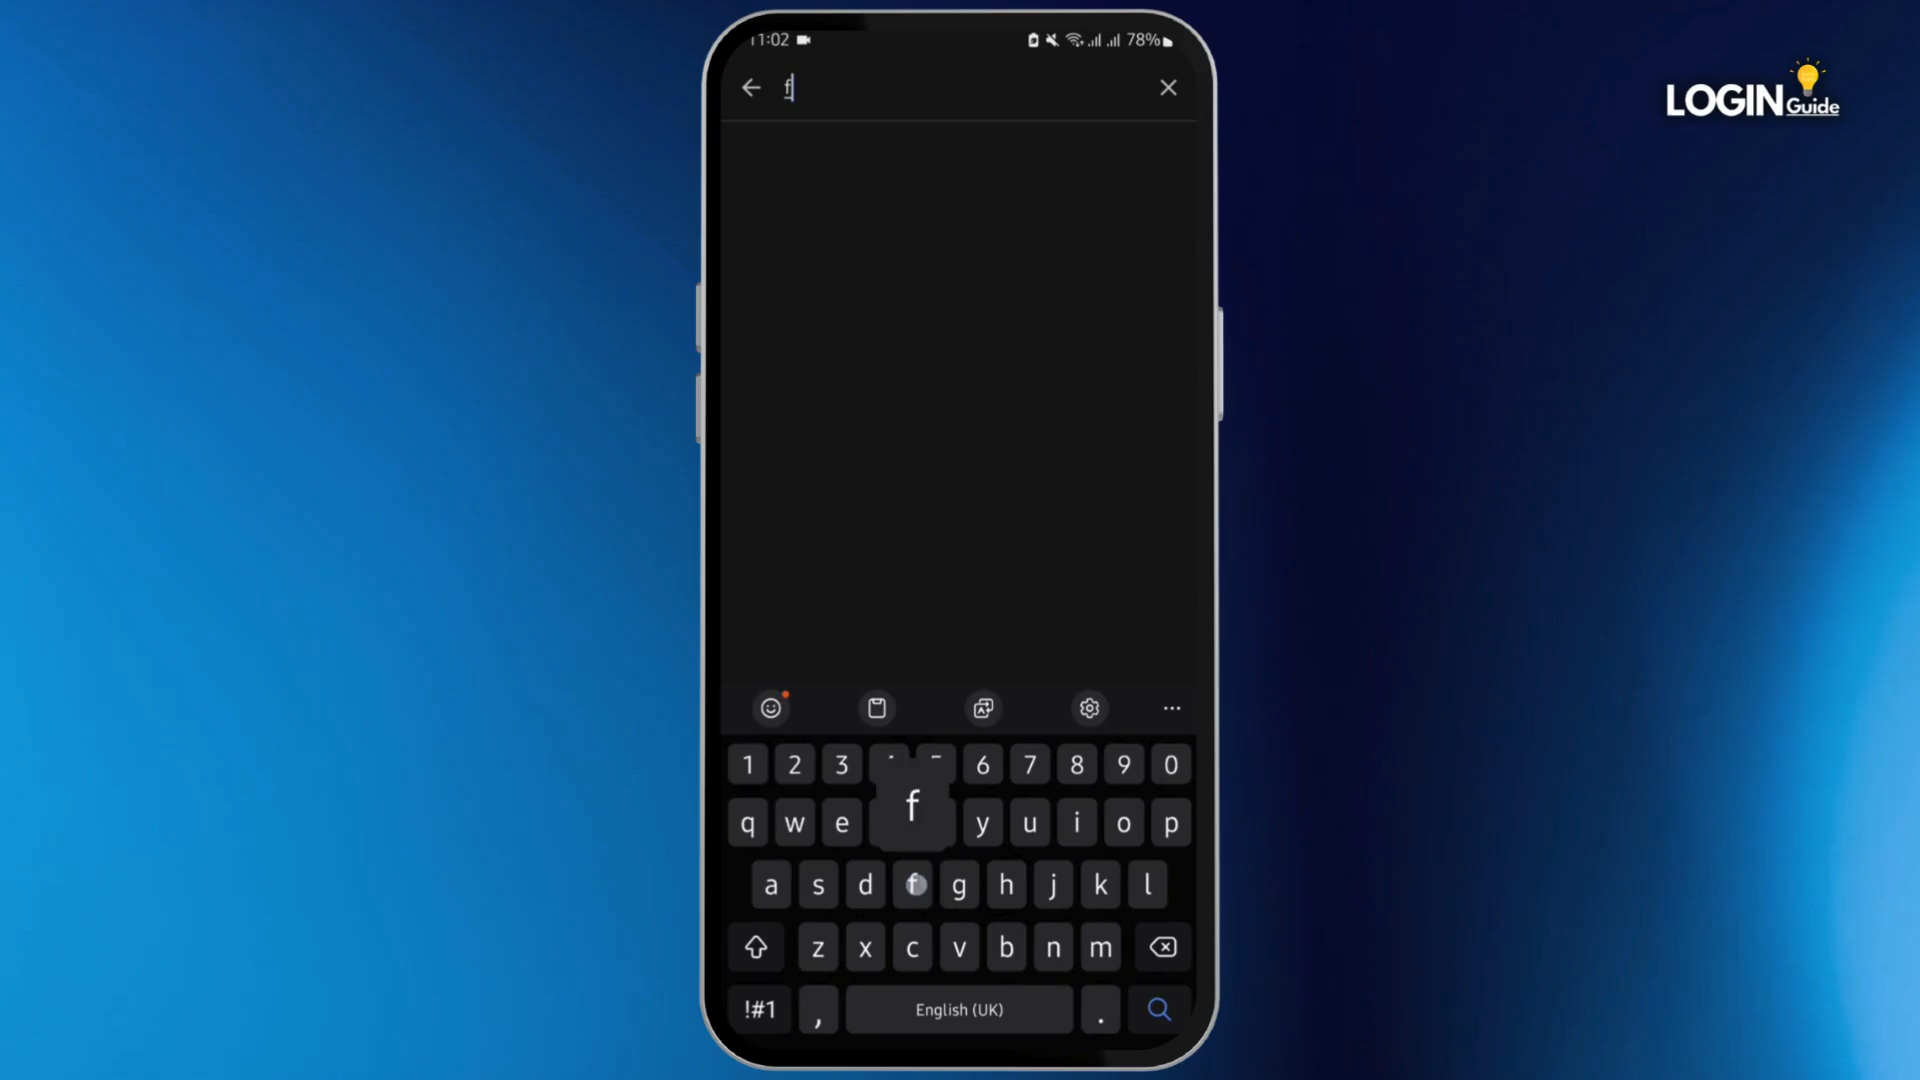 11:02 78%
f
LOGIN Guide
1 2 3 6 7 8 9 0
f
q w e y u i o p
a s d f g h j k l
z x c v b n m
!#1 , English (UK) .